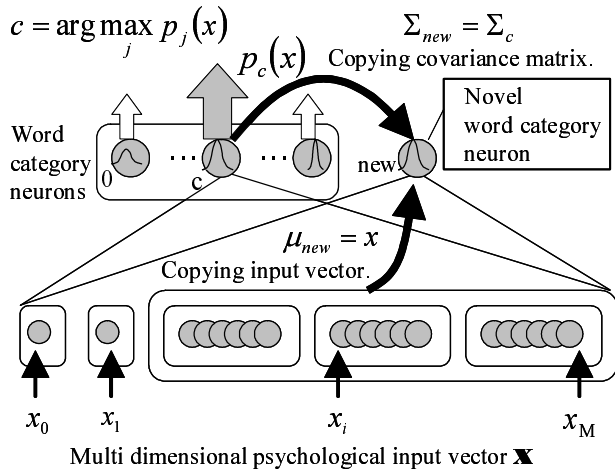 c = arg max_j p_j(x)
Σ_new = Σ_c
p_c(x)
Copying covariance matrix.
Novel
word category
neuron
Word
category
neurons
0
...
c
...
new
μ_new = x
Copying input vector.
x_0 x_1 x_i x_M
Multi dimensional psychological input vector x